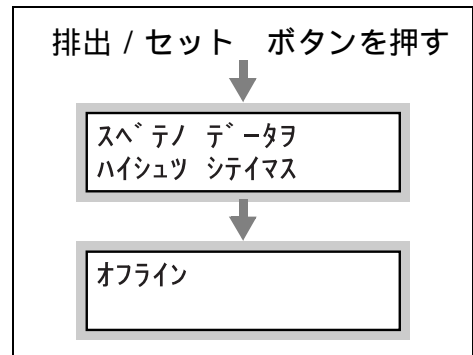 排出 / セット　ボタンを押す
スベテノ データヲ
ハイシュツ シテイマス
オフライン